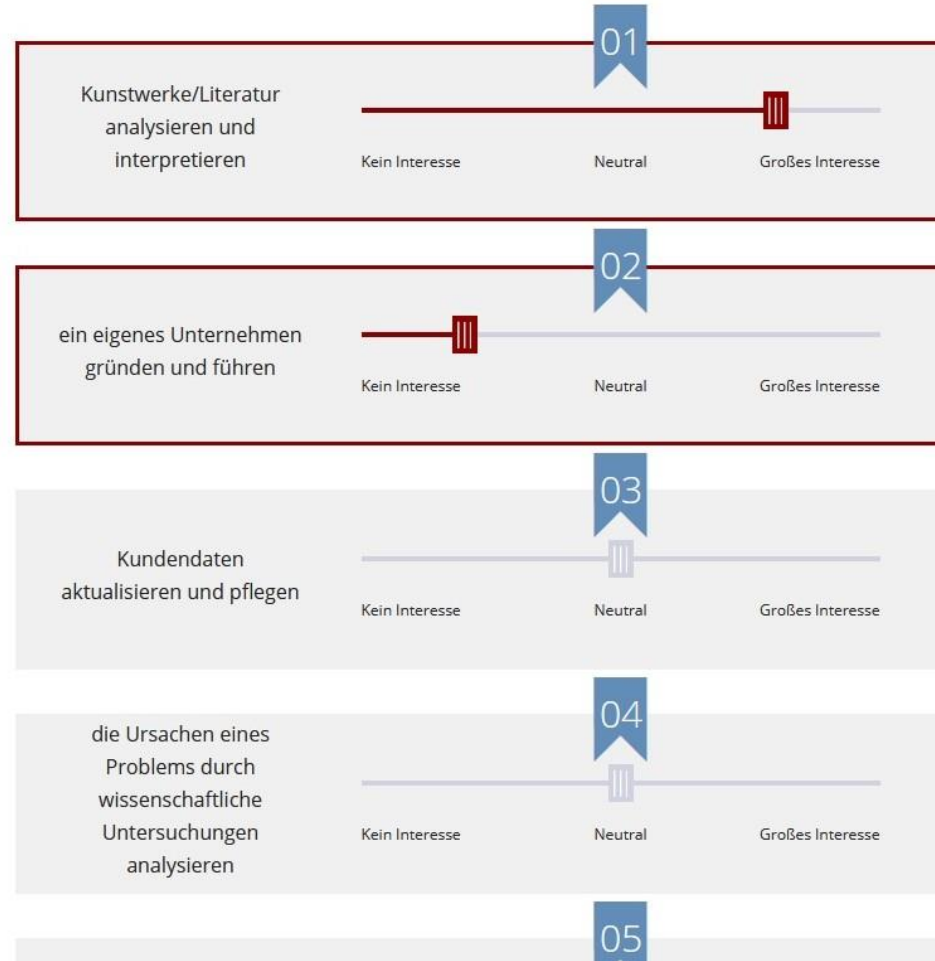 01
Kunstwerke/Literatur
analysieren und
interpretieren
Kein Interesse Neutral Großes Interesse
02
ein eigenes Unternehmen
gründen und führen
Kein Interesse Neutral Großes Interesse
03
Kundendaten
aktualisieren und pflegen
Kein Interesse Neutral Großes Interesse
04
die Ursachen eines
Problems durch
wissenschaftliche
Untersuchungen
analysieren
Kein Interesse Neutral Großes Interesse
05